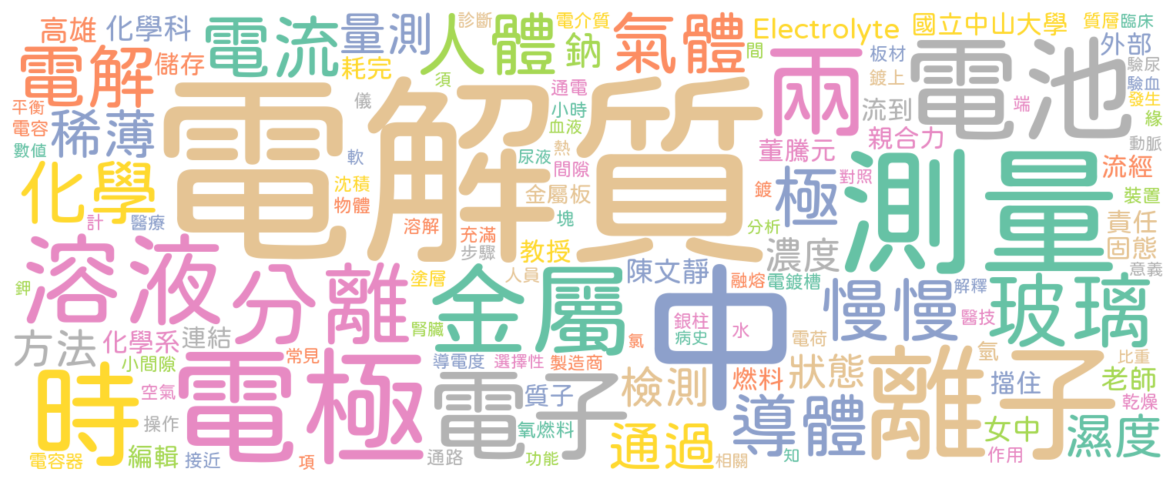 高雄
化學科
電流
量測
人體
診斷
電介質
鈉
氣體
間
Electrolyte
國立中山大學
質層
臨床
電解
儲存
耗完
須
兩
板材
鍍上
電池
外部
驗尿
驗血
發生
緣
平衡
電容
數值
稀薄
儀
電解質
通電
小時
血液
尿液
熱
間隙
流到
端
動脈
董騰元
親合力
化學
軟
沈積
物體
金屬板
塊
極
鍍
對照
測量
流經
裝置
計
醫療
溶解
充滿
步驟
教授
分析
責任
固態
意義
溶液
分離
塗層
人員
陳文靜
濃度
融熔
電鍍槽
鉀
金屬
中
銀柱
病史
水
慢慢
解釋
醫技
玻璃
方法
化學系
連結
腎臟
氯
電荷
氫
比重
小間隙
常見
導電度
選擇性
製造商
時
空氣
電極
電子
質子
檢測
燃料
狀態
離子
擋住
老師
乾燥
操作
氧燃料
導體
女中
濕度
電容器
編輯
接近
項
通路
功能
通過
相關
知
作用